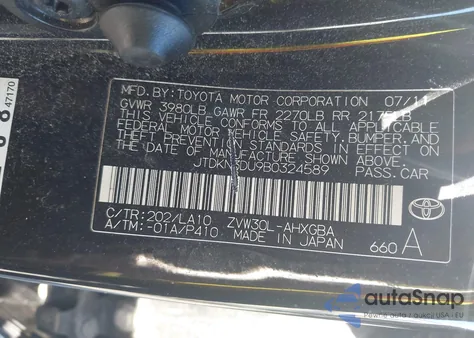 MFD. BY: TOYOTA MOTOR CORPORATION 07/11
GVWR 3980LB GAWR FR 2270LB RR
THIS VEHICLE CONFORMS TO ALL APPLICABLE
FEDERAL MOTOR VEHICLE SAFETY, BUMPER, AND
THEFT PREVENTION STANDARDS IN EFFECT ON
THE DATE OF MANUFACTURE SHOWN ABOVE.
PASS. CAR
C/TR: 202/LA10 ZVW30L-AHXGBA
A/TM: -01A/P410 MADE IN JAPAN
660 A
TOYOTA
47170
autoSnap